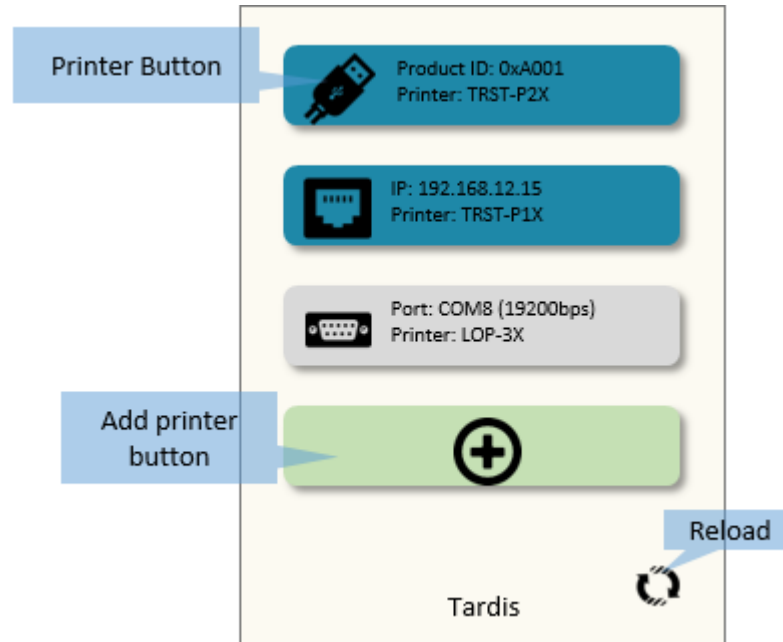 Printer Button
Product ID: 0xA001
Printer: TRST-P2X
IP: 192.168.12.15
Printer: TRST-P1X
Port: COM8 (19200bps)
Printer: LOP-3X
Add printer
button
Reload
Tardis